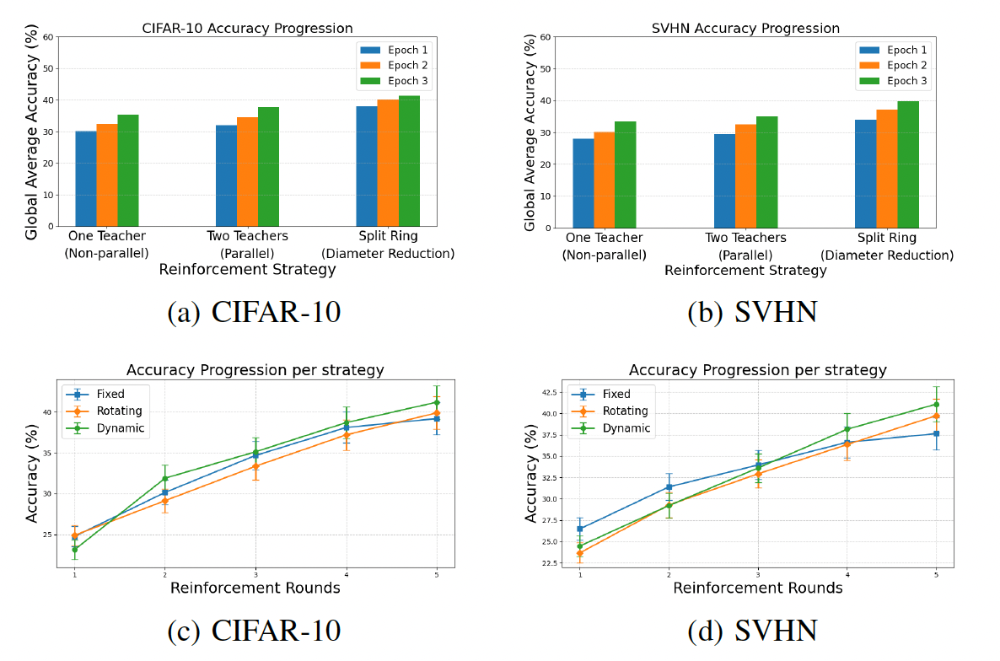 CIFAR-10 Accuracy Progression
Global Average Accuracy (%)
60
50
40
30
20
10
0
Epoch 1
Epoch 2
Epoch 3
One Teacher
(Non-parallel)
Two Teachers
(Parallel)
Split Ring
(Diameter Reduction)
Reinforcement Strategy
(a) CIFAR-10
SVHN Accuracy Progression
Global Average Accuracy (%)
60
50
40
30
20
10
0
Epoch 1
Epoch 2
Epoch 3
One Teacher
(Non-parallel)
Two Teachers
(Parallel)
Split Ring
(Diameter Reduction)
Reinforcement Strategy
(b) SVHN
Accuracy Progression per strategy
Accuracy (%)
40
35
30
25
Fixed
Rotating
Dynamic
1 2 3 4 5
Reinforcement Rounds
(c) CIFAR-10
Accuracy Progression per strategy
Accuracy (%)
42.5
40.0
37.5
35.0
32.5
30.0
27.5
25.0
22.5
Fixed
Rotating
Dynamic
1 2 3 4 5
Reinforcement Rounds
(d) SVHN